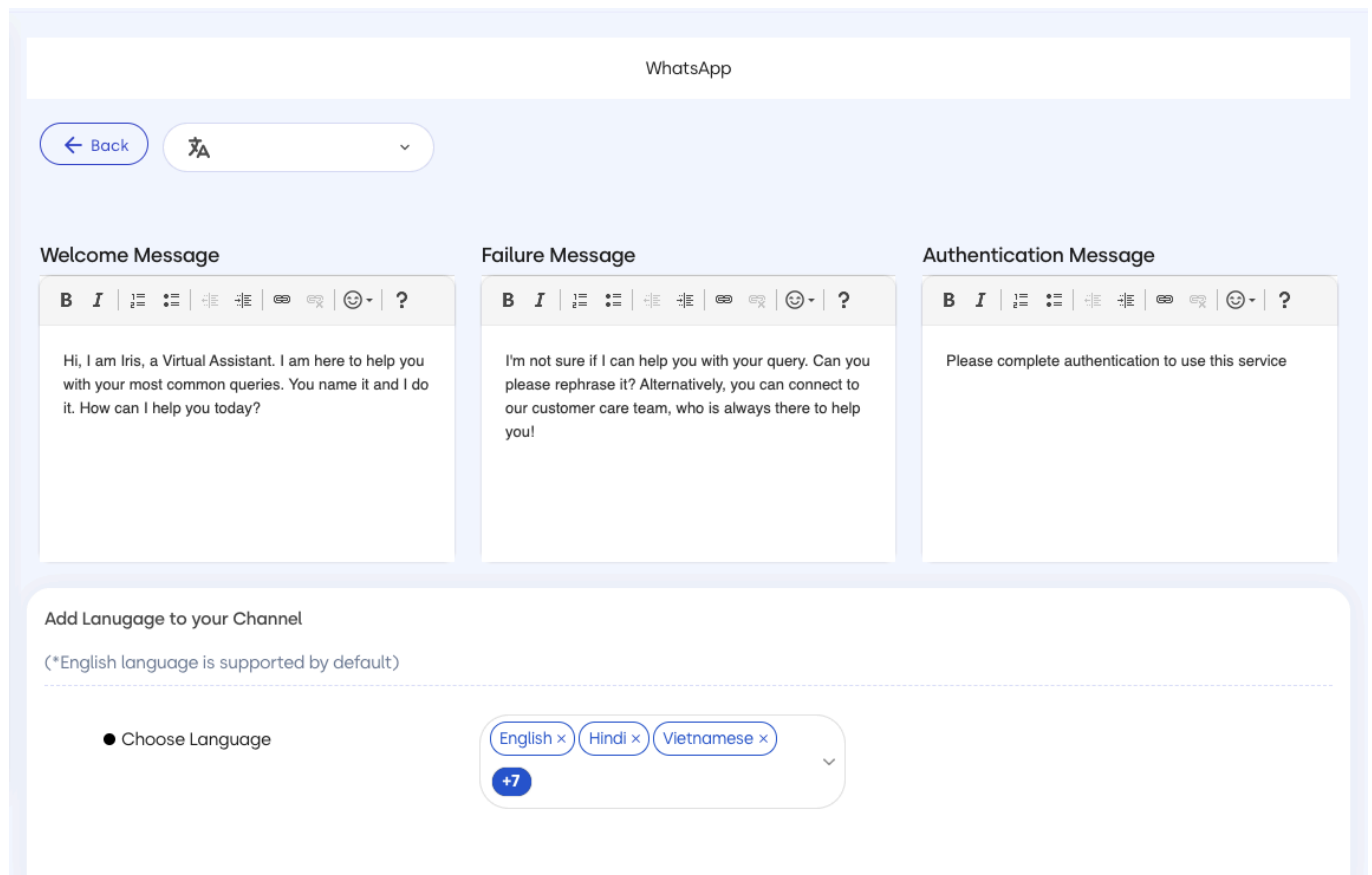 WhatsApp
Back
Welcome Message
Failure Message
Authentication Message
B I ?
B I ?
B I ?
Hi, I am Iris, a Virtual Assistant. I am here to help you
with your most common queries. You name it and I do
it. How can I help you today?
I'm not sure if I can help you with your query. Can you
please rephrase it? Alternatively, you can connect to
our customer care team, who is always there to help
you!
Please complete authentication to use this service
Add Lanugage to your Channel
(*English language is supported by default)
Choose Language
English × Hindi × Vietnamese ×
+7